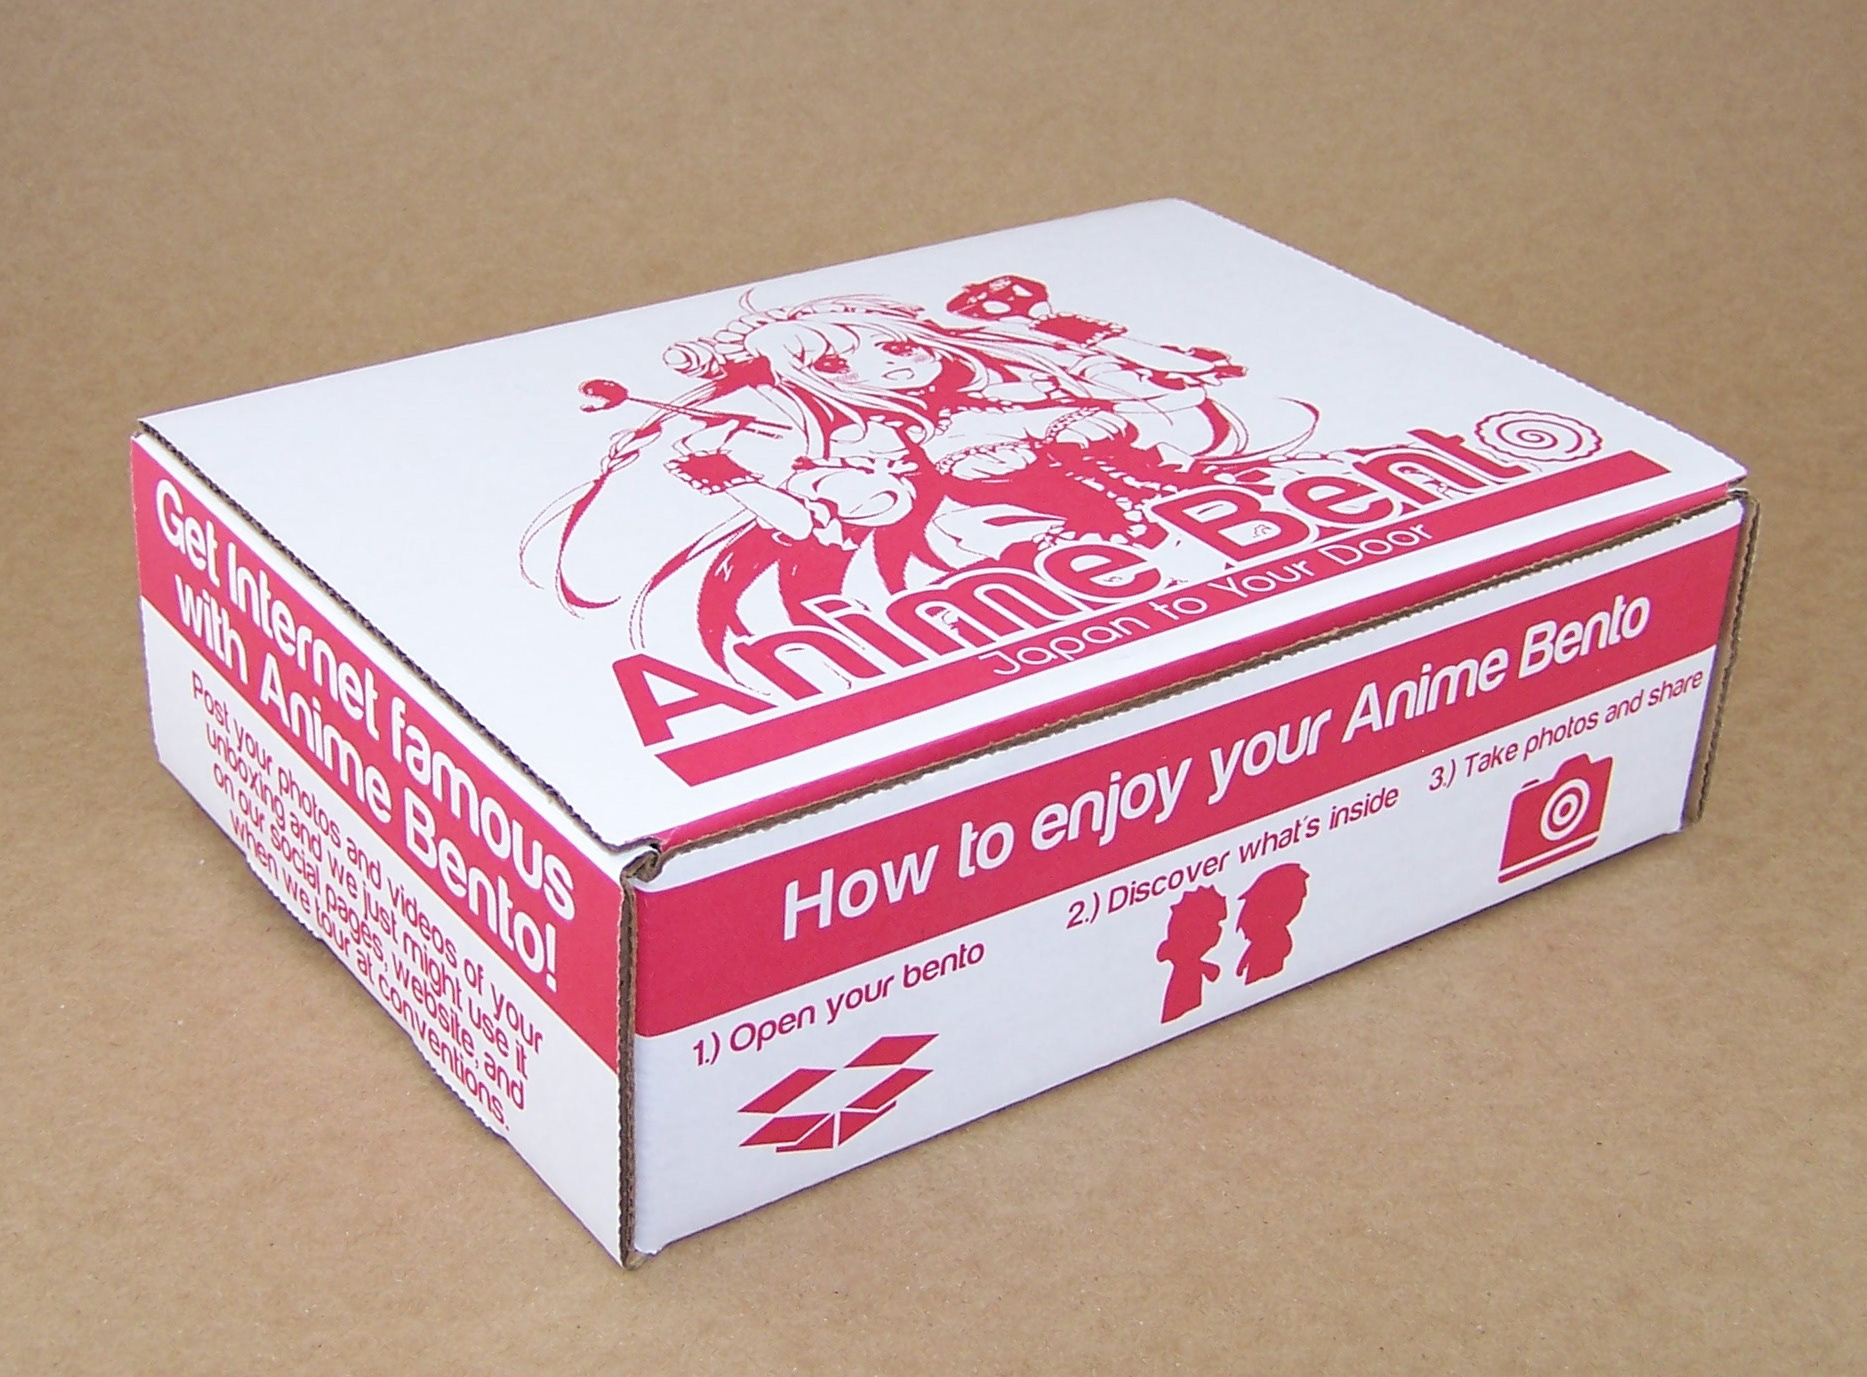 Anime Bento
Japan to Your Door
Get Internet famous
with Anime Bento!
Post your photos and videos of your
unboxing and we just might use it
on our social pages, website, and
when we tour at conventions.
How to enjoy your Anime Bento
1.) Open your bento
2.) Discover what's inside
3.) Take photos and share